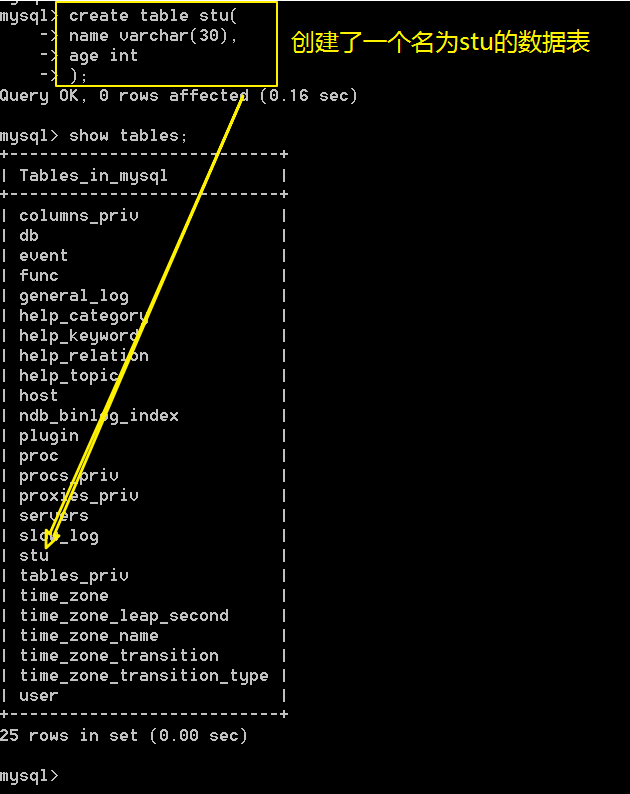 mysql> create table stu(
    -> name varchar(30),
    -> age int
    -> );
创建了一个名为stu的数据表
Query OK, 0 rows affected (0.16 sec)
mysql> show tables;
+---------------------------+
| Tables_in_mysql           |
+---------------------------+
| columns_priv              |
| db                        |
| event                     |
| func                      |
| general_log               |
| help_category             |
| help_keyword              |
| help_relation             |
| help_topic                |
| host                      |
| ndb_binlog_index          |
| plugin                    |
| proc                      |
| procs_priv                |
| proxies_priv              |
| servers                   |
| slow_log                  |
| stu                       |
| tables_priv               |
| time_zone                 |
| time_zone_leap_second     |
| time_zone_name            |
| time_zone_transition      |
| time_zone_transition_type |
| user                      |
+---------------------------+
25 rows in set (0.00 sec)
mysql>